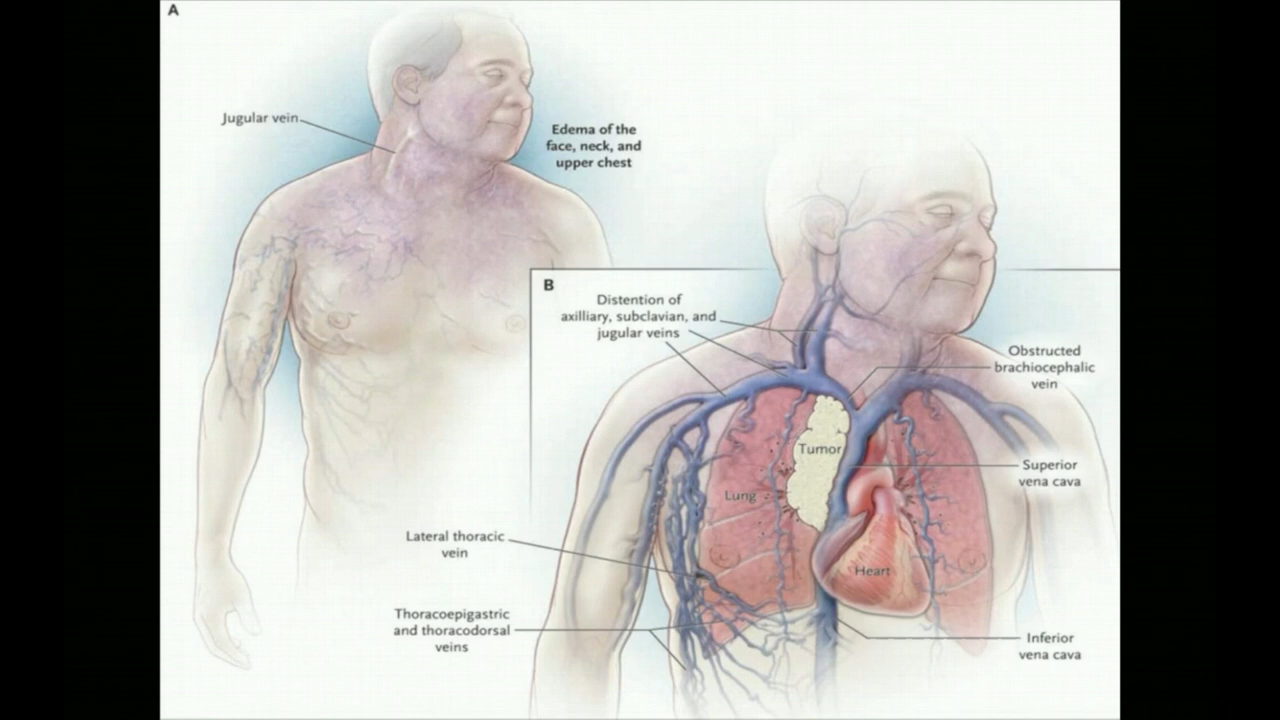 A
Jugular vein
Edema of the
face, neck, and
upper chest
B
Distention of
axilliary, subclavian, and
jugular veins
Obstructed
brachiocephalic
vein
Tumor
Superior
vena cava
Lung
Lateral thoracic
vein
Heart
Thoracoepigastric
and thoracodorsal
veins
Inferior
vena cava